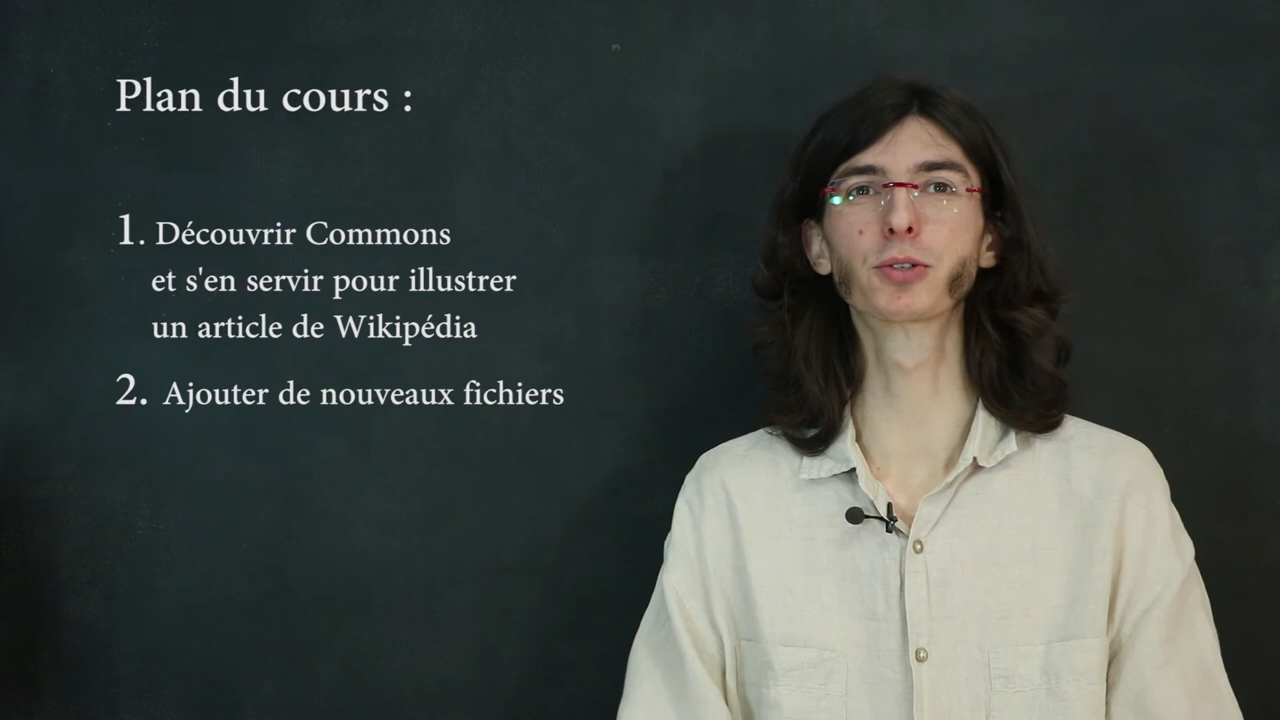 Plan du cours :
1. Découvrir Commons
et s'en servir pour illustrer
un article de Wikipédia
2. Ajouter de nouveaux fichiers